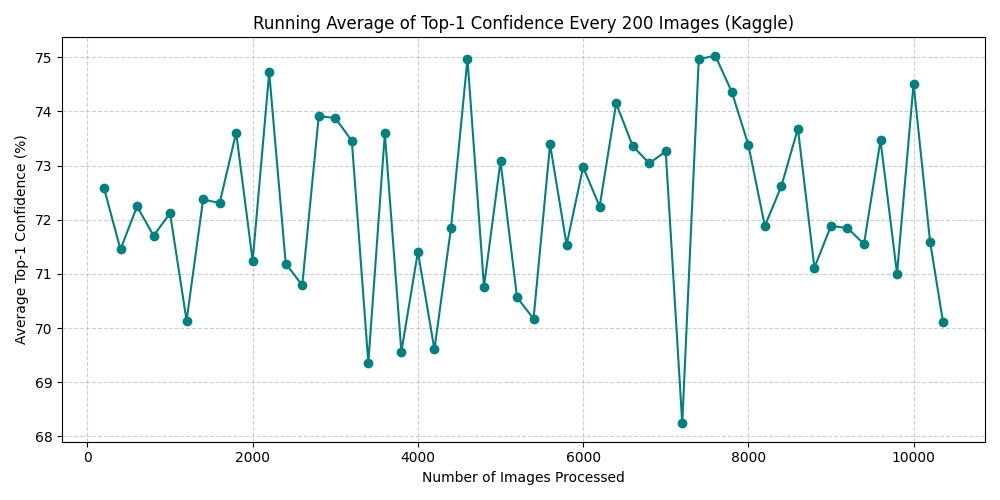 Running Average of Top-1 Confidence Every 200 Images (Kaggle)
Average Top-1 Confidence (%)
75
74
73
72
71
70
69
68
0 2000 4000 6000 8000 10000
Number of Images Processed